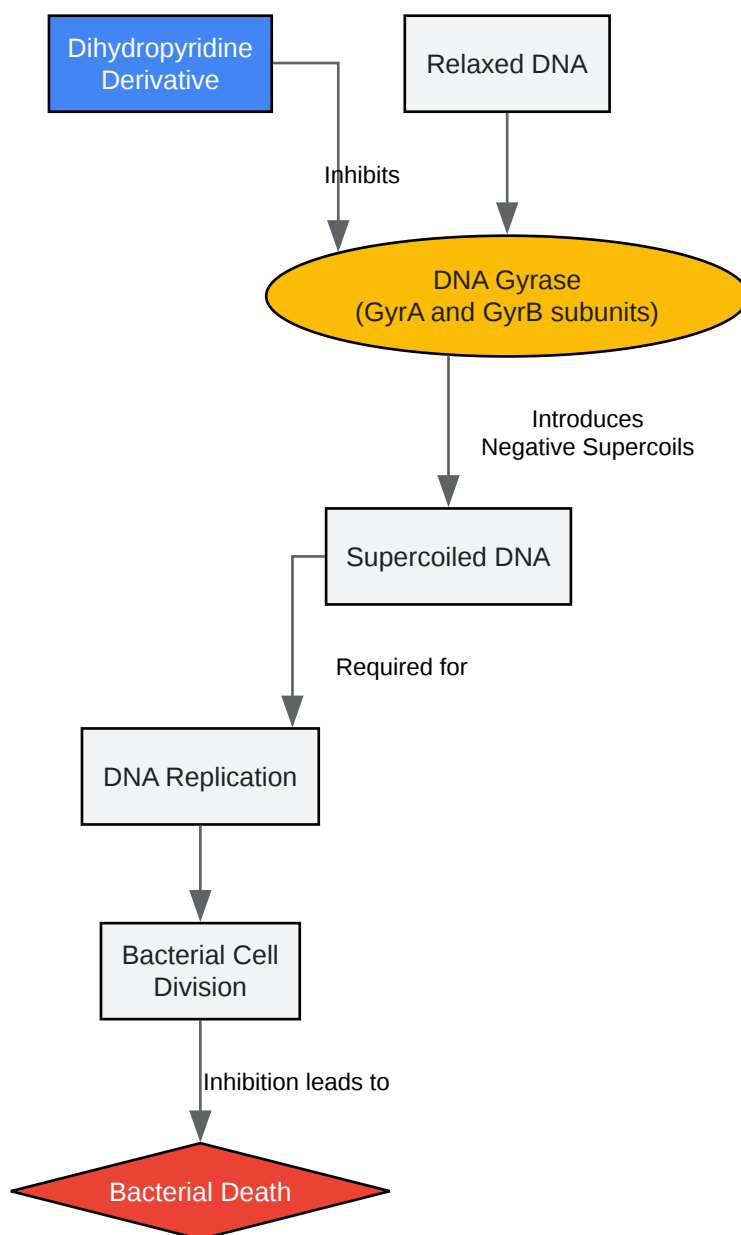 Dihydropyridine
Derivative
Relaxed DNA
Inhibits
DNA Gyrase
(GyrA and GyrB subunits)
Introduces
Negative Supercoils
Supercoiled DNA
Required for
DNA Replication
Bacterial Cell
Division
Inhibition leads to
Bacterial Death